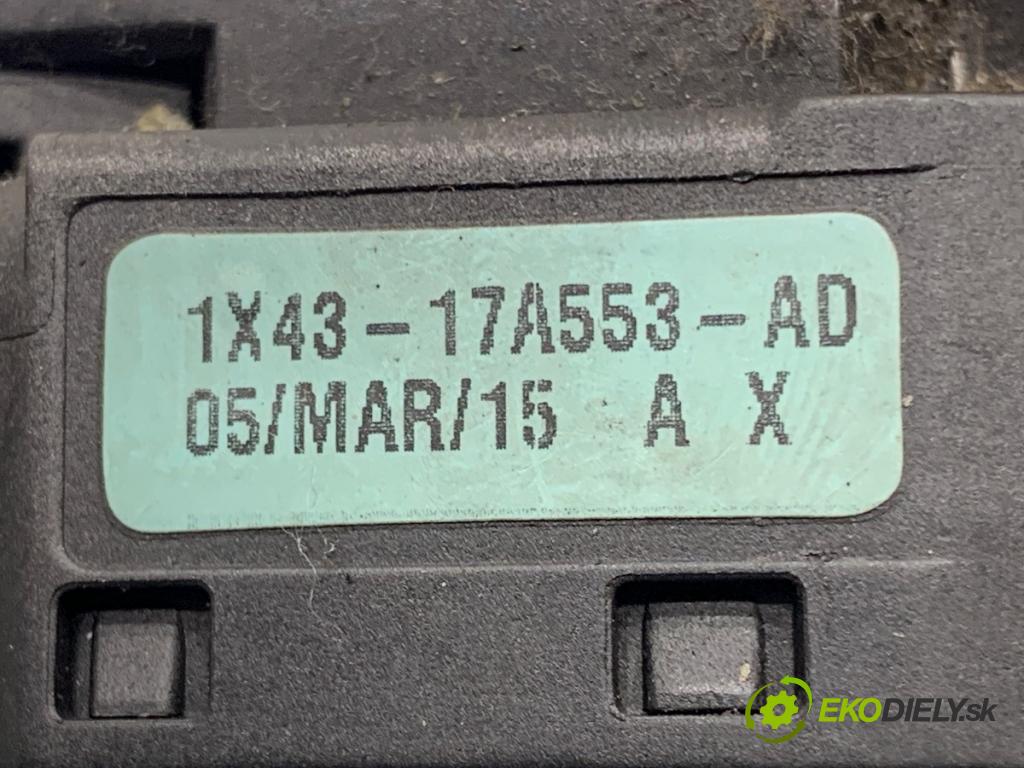 1X43-17A553-AD
05/MAR/15 A X
EKODIELY.sk